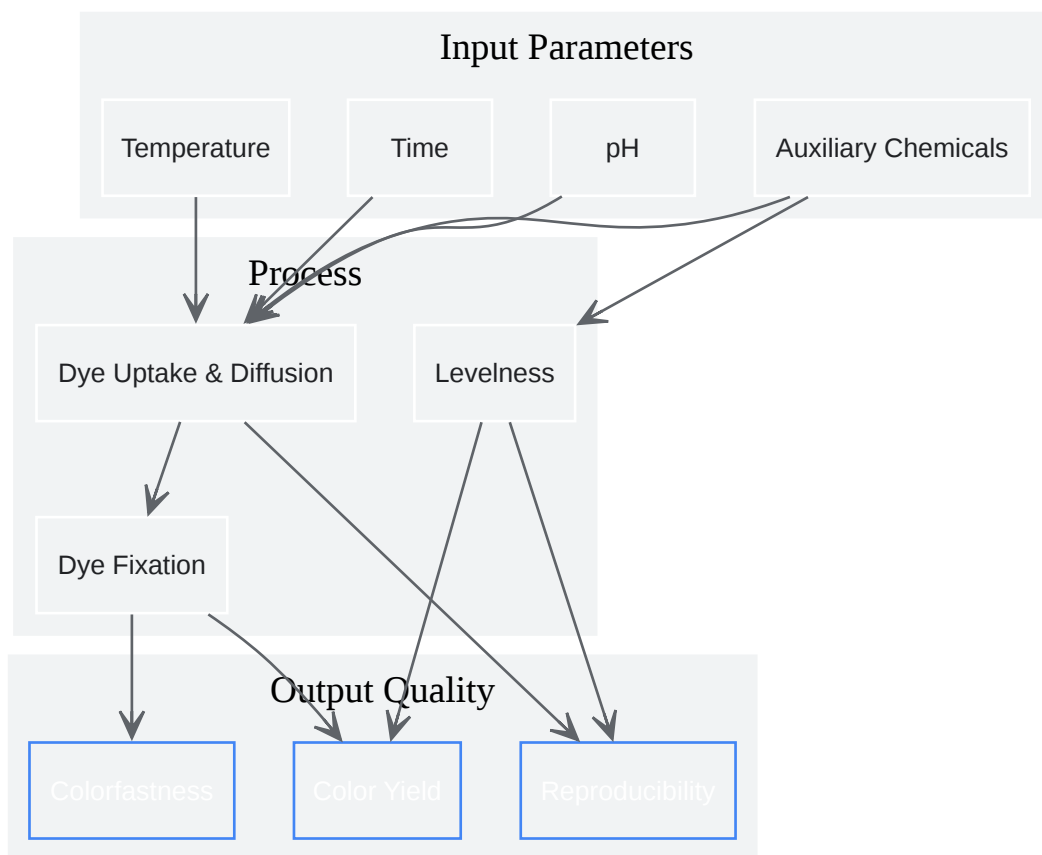 Input Parameters
Temperature
Time
pH
Auxiliary Chemicals
Process
Dye Uptake & Diffusion
Levelness
Dye Fixation
Output Quality
Colorfastness
Color Yield
Reproducibility